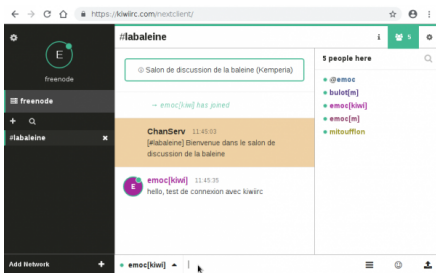 https://kiwiirc.com/nextclient/
E
freenode
freenode
#labaleine
Add Network
#labaleine
5
Salon de discussion de la baleine (Kemperia)
→ emoc[kiwi] has joined
ChanServ 11:45:03
[#labaleine] Bienvenue dans le salon de
discussion de la baleine
E
emoc[kiwi] 11:45:35
hello, test de connexion avec kiwiirc
emoc[kiwi]
5 people here
@emoc
bulot[m]
emoc[kiwi]
emoc[m]
mitoufflon